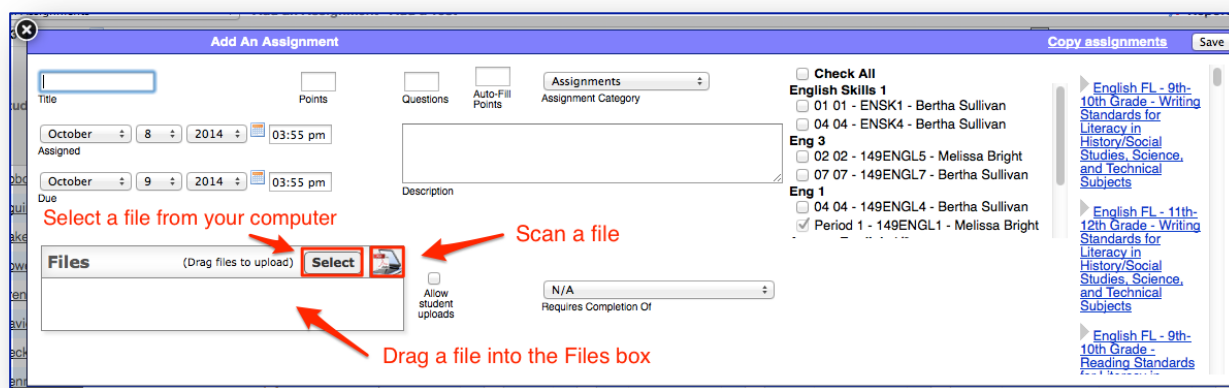 Add An Assignment
Copy assignments
Save
Title
Points
Questions
Auto-Fill
Points
Assignments
Assignment Category
October 8 2014 03:55 pm
Assigned
October 9 2014 03:55 pm
Due
Description
Select a file from your computer
Scan a file
Files (Drag files to upload) Select
Allow
student
uploads
N/A
Requires Completion Of
Drag a file into the Files box
Check All
English Skills 1
01 01 - ENSK1 - Bertha Sullivan
04 04 - ENSK4 - Bertha Sullivan
Eng 3
02 02 - 149ENGL5 - Melissa Bright
07 07 - 149ENGL7 - Bertha Sullivan
Eng 1
04 04 - 149ENGL4 - Bertha Sullivan
Period 1 - 149ENGL1 - Melissa Bright
English FL - 9th-
10th Grade - Writing
Standards for
Literacy in
History/Social
Studies, Science,
and Technical
Subjects
English FL - 11th-
12th Grade - Writing
Standards for
Literacy in
History/Social
Studies, Science,
and Technical
Subjects
English FL - 9th-
10th Grade -
Reading Standards